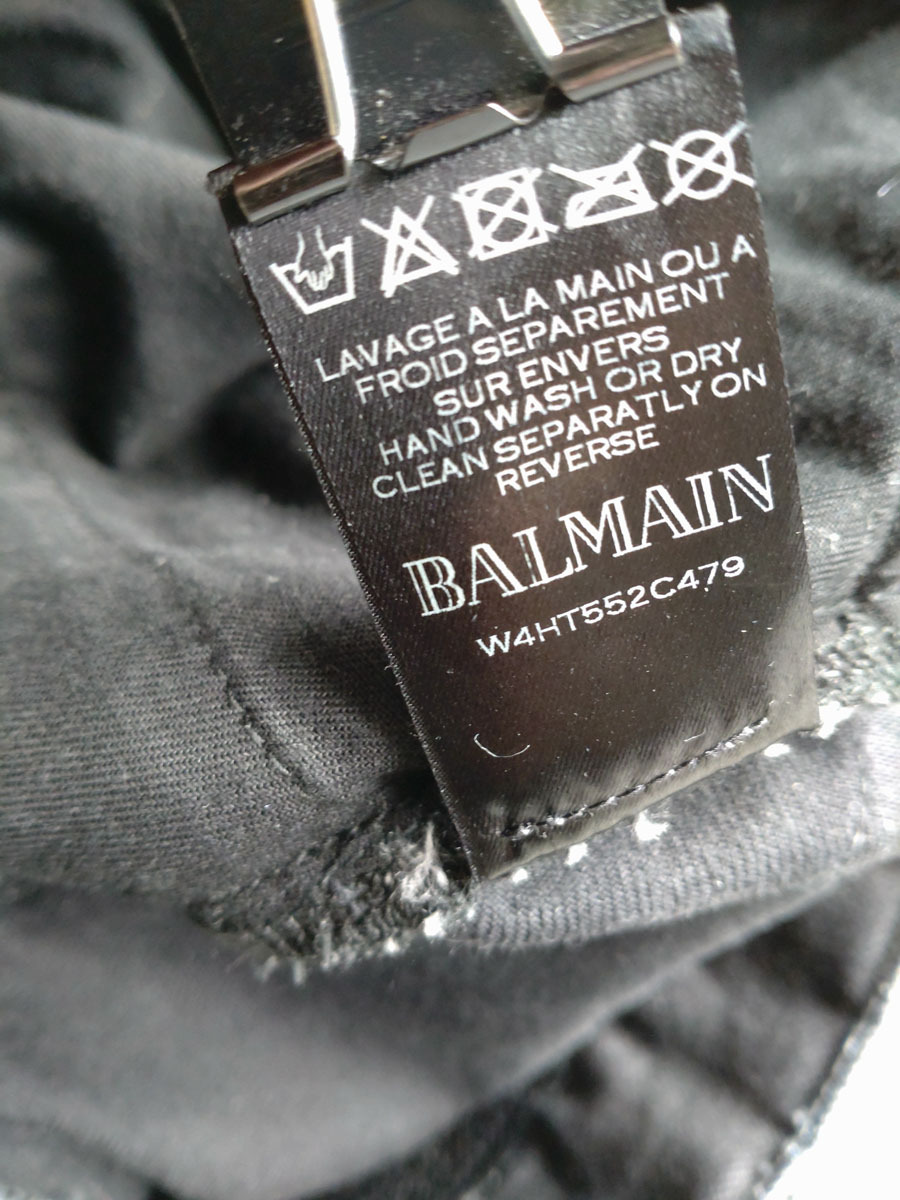 LAVAGE A LA MAIN OU A
FROID SEPAREMENT
SUR ENVERS
HAND WASH OR DRY
CLEAN SEPARATLY ON
REVERSE
BALMAIN
W4HT552C479